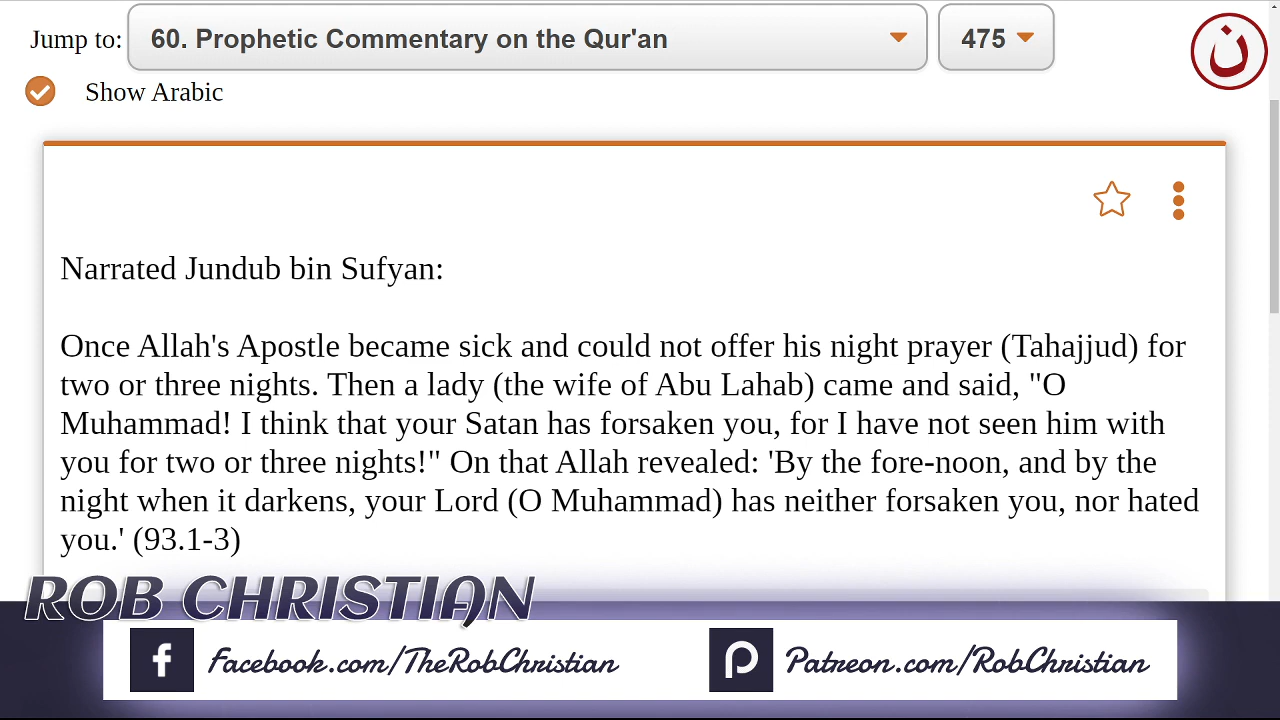 Jump to: 60. Prophetic Commentary on the Qur'an 475
ن
Show Arabic
Narrated Jundub bin Sufyan:
Once Allah's Apostle became sick and could not offer his night prayer (Tahajjud) for
two or three nights. Then a lady (the wife of Abu Lahab) came and said, "O
Muhammad! I think that your Satan has forsaken you, for I have not seen him with
you for two or three nights!" On that Allah revealed: 'By the fore-noon, and by the
night when it darkens, your Lord (O Muhammad) has neither forsaken you, nor hated
you.' (93.1-3)
ROB CHRISTIAN
Facebook.com/TheRobChristian Patreon.com/RobChristian